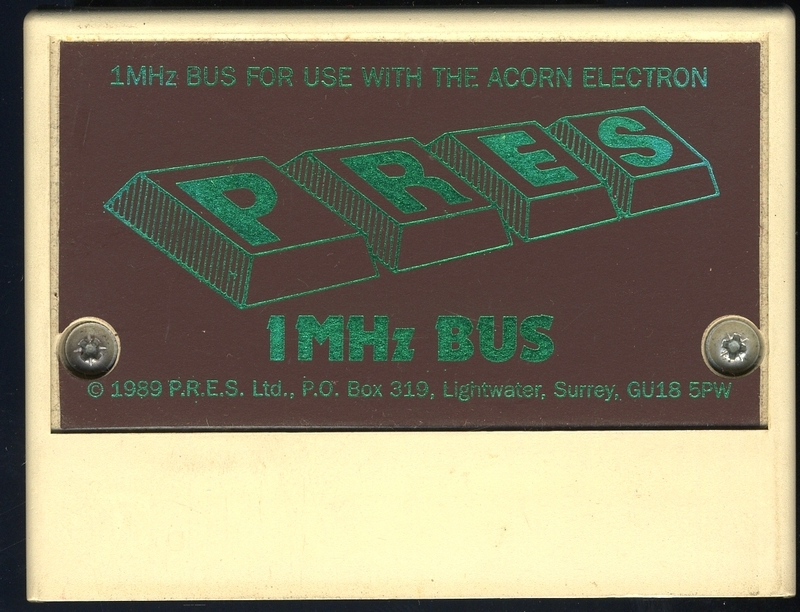 1MHz BUS FOR USE WITH THE ACORN ELECTRON
PRES
1MHz BUS
© 1989 P.R.E.S. Ltd., P.O. Box 319, Lightwater, Surrey, GU18 5PW